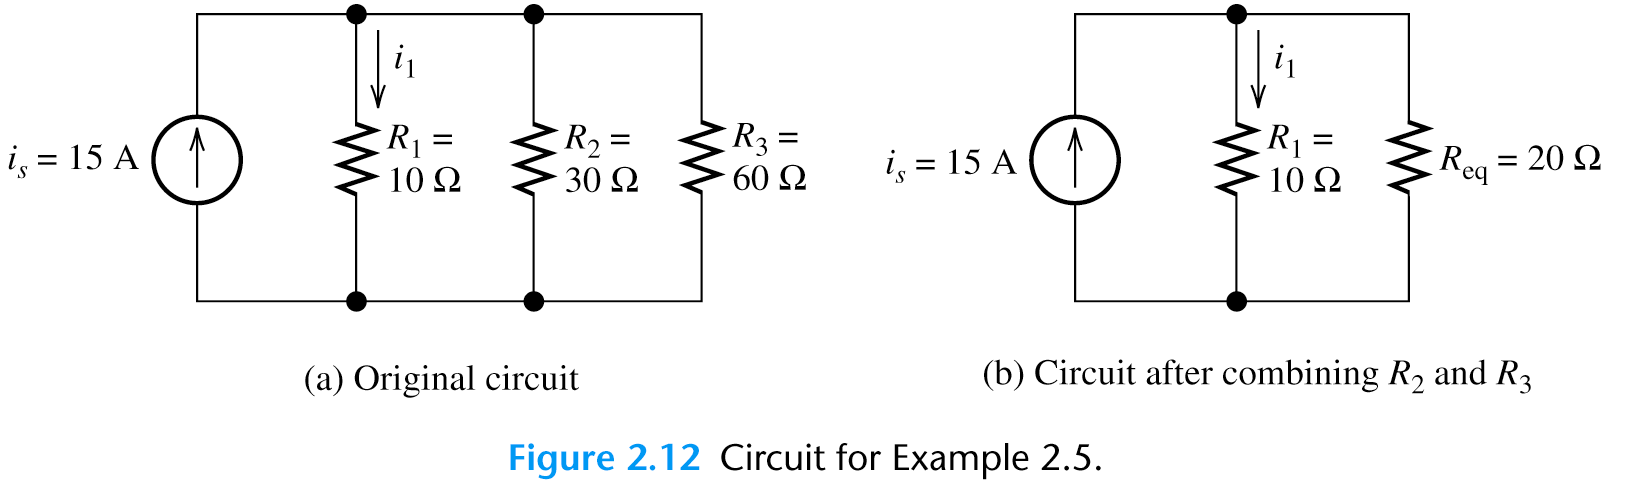 i₁
i₁
R₁ =
R₂ =
R₃ =
R₁ =
iₛ = 15 A
10 Ω
30 Ω
60 Ω
iₛ = 15 A
10 Ω
R_eq = 20 Ω
(a) Original circuit
(b) Circuit after combining R₂ and R₃
Figure 2.12 Circuit for Example 2.5.